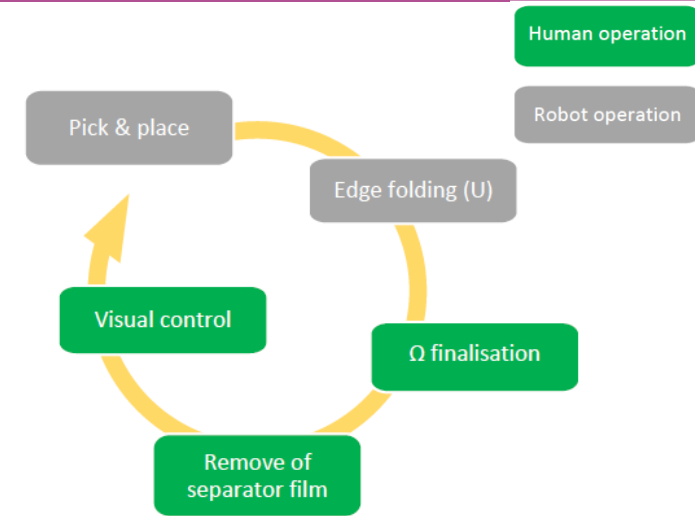 Human operation
Robot operation
Pick & place
Edge folding (U)
Ω finalisation
Remove of
separator film
Visual control